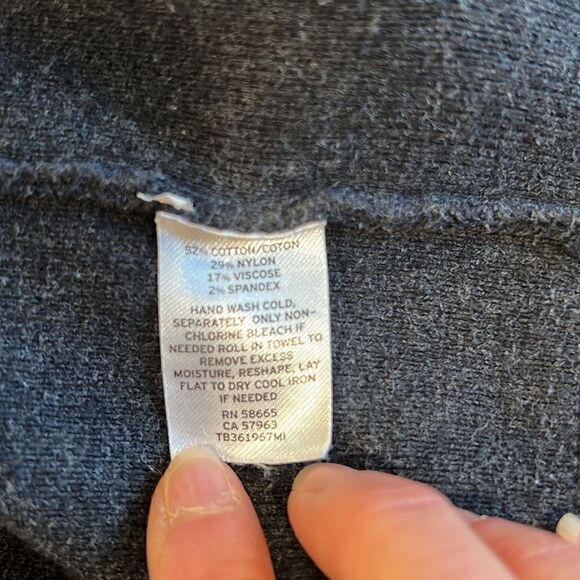 52% COTTON/COTON
29% NYLON
17% VISCOSE
2% SPANDEX
HAND WASH COLD,
SEPARATELY ONLY NON-
CHLORINE BLEACH IF
NEEDED ROLL IN TOWEL TO
REMOVE EXCESS
MOISTURE, RESHAPE, LAY
FLAT TO DRY COOL IRON
IF NEEDED
RN 58665
CA 57963
TB361967MI